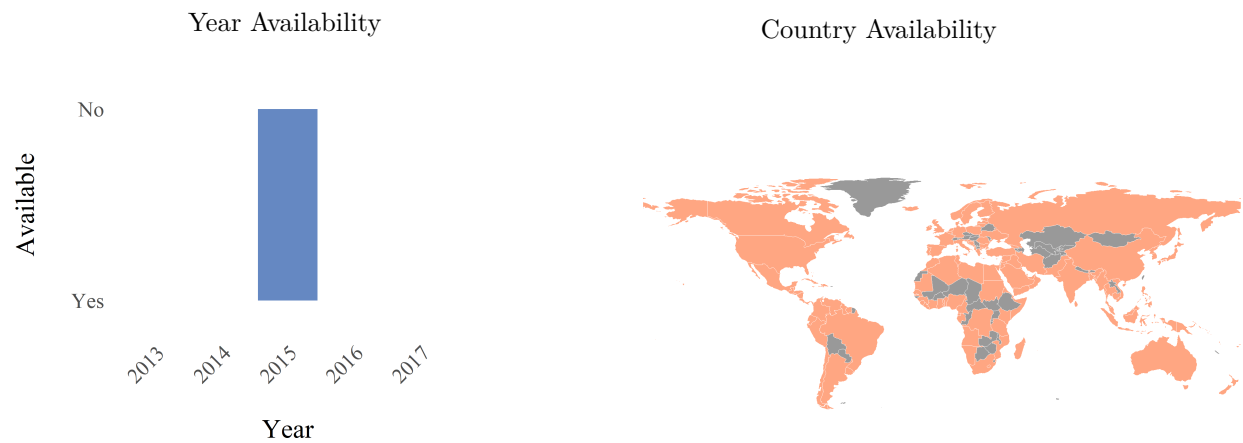 Year Availability
Available
No
Yes
2013
2014
2015
2016
2017
Year
Country Availability